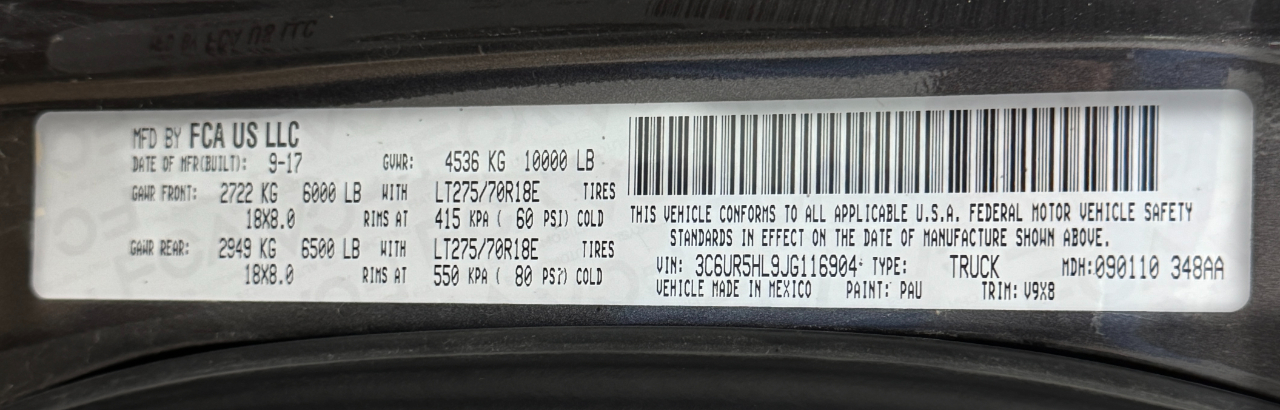 MFD BY FCA US LLC
DATE OF MFR(BUILT): 9-17 GVWR: 4536 KG 10000 LB
GAWR FRONT: 2722 KG 6000 LB WITH LT275/70R18E TIRES
18X8.0 RIMS AT 415 KPA ( 60 PSI) COLD
GAWR REAR: 2949 KG 6500 LB WITH LT275/70R18E TIRES
18X8.0 RIMS AT 550 KPA ( 80 PSI) COLD
THIS VEHICLE CONFORMS TO ALL APPLICABLE U.S.A. FEDERAL MOTOR VEHICLE SAFETY
STANDARDS IN EFFECT ON THE DATE OF MANUFACTURE SHOWN ABOVE.
VIN: 3C6UR5HL9JG116904 TYPE: TRUCK MDH:090110 348AA
VEHICLE MADE IN MEXICO PAINT: PAU TRIM: V9X8